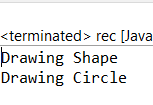 <terminated> rec [Java
Drawing Shape
Drawing Circle